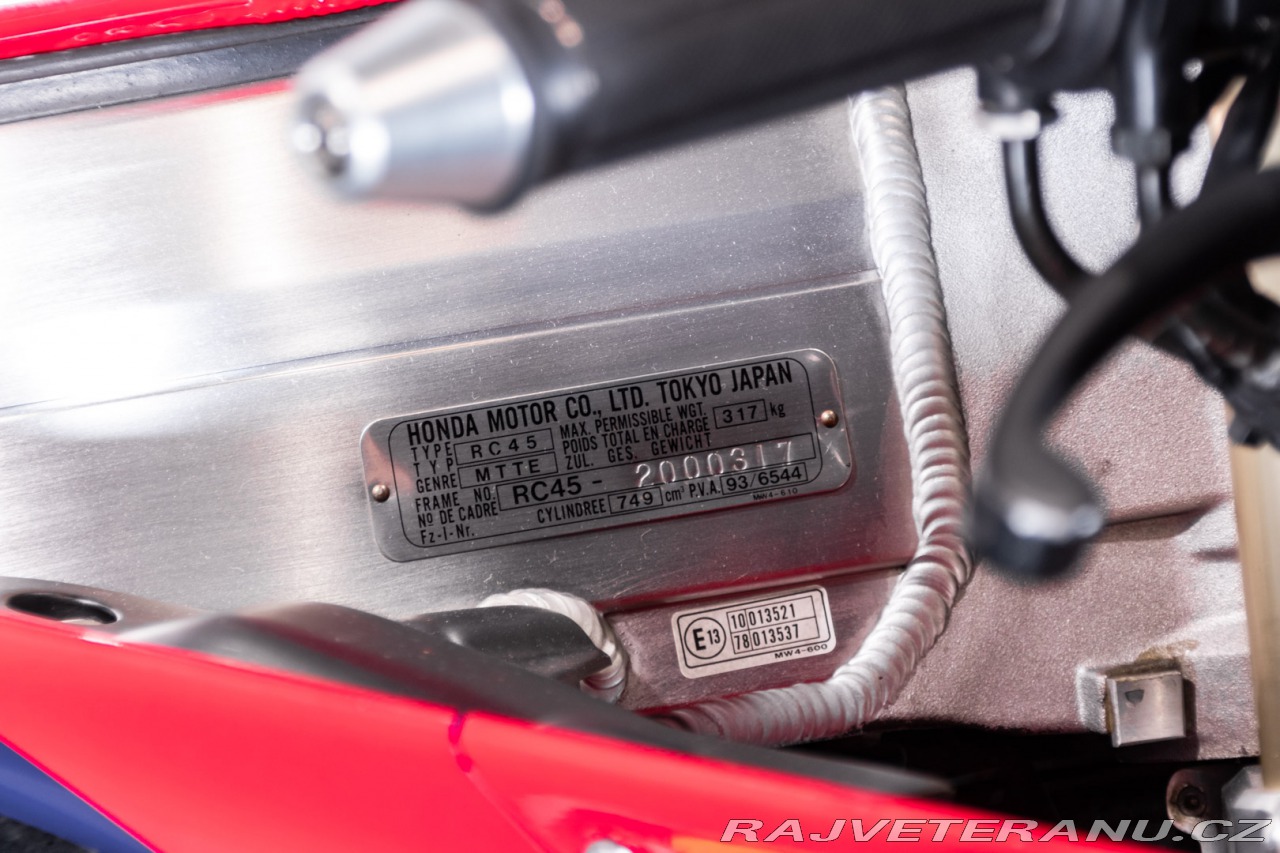 HONDA MOTOR CO., LTD. TOKYO JAPAN
TYPE RC45 MAX. PERMISSIBLE WGT.
TYP POIDS TOTAL EN CHARGE 317 kg
GENRE MTTE ZUL. GES. GEWICHT
FRAME NO. RC45 - 2000317
Nº DE CADRE CYLINDREE 749 cm³ P.V.A. 93/6544
Fz-I-Nr. MW4-610
E13 10 013521
78 013537
MW4-600
RAJVETERANU.CZ